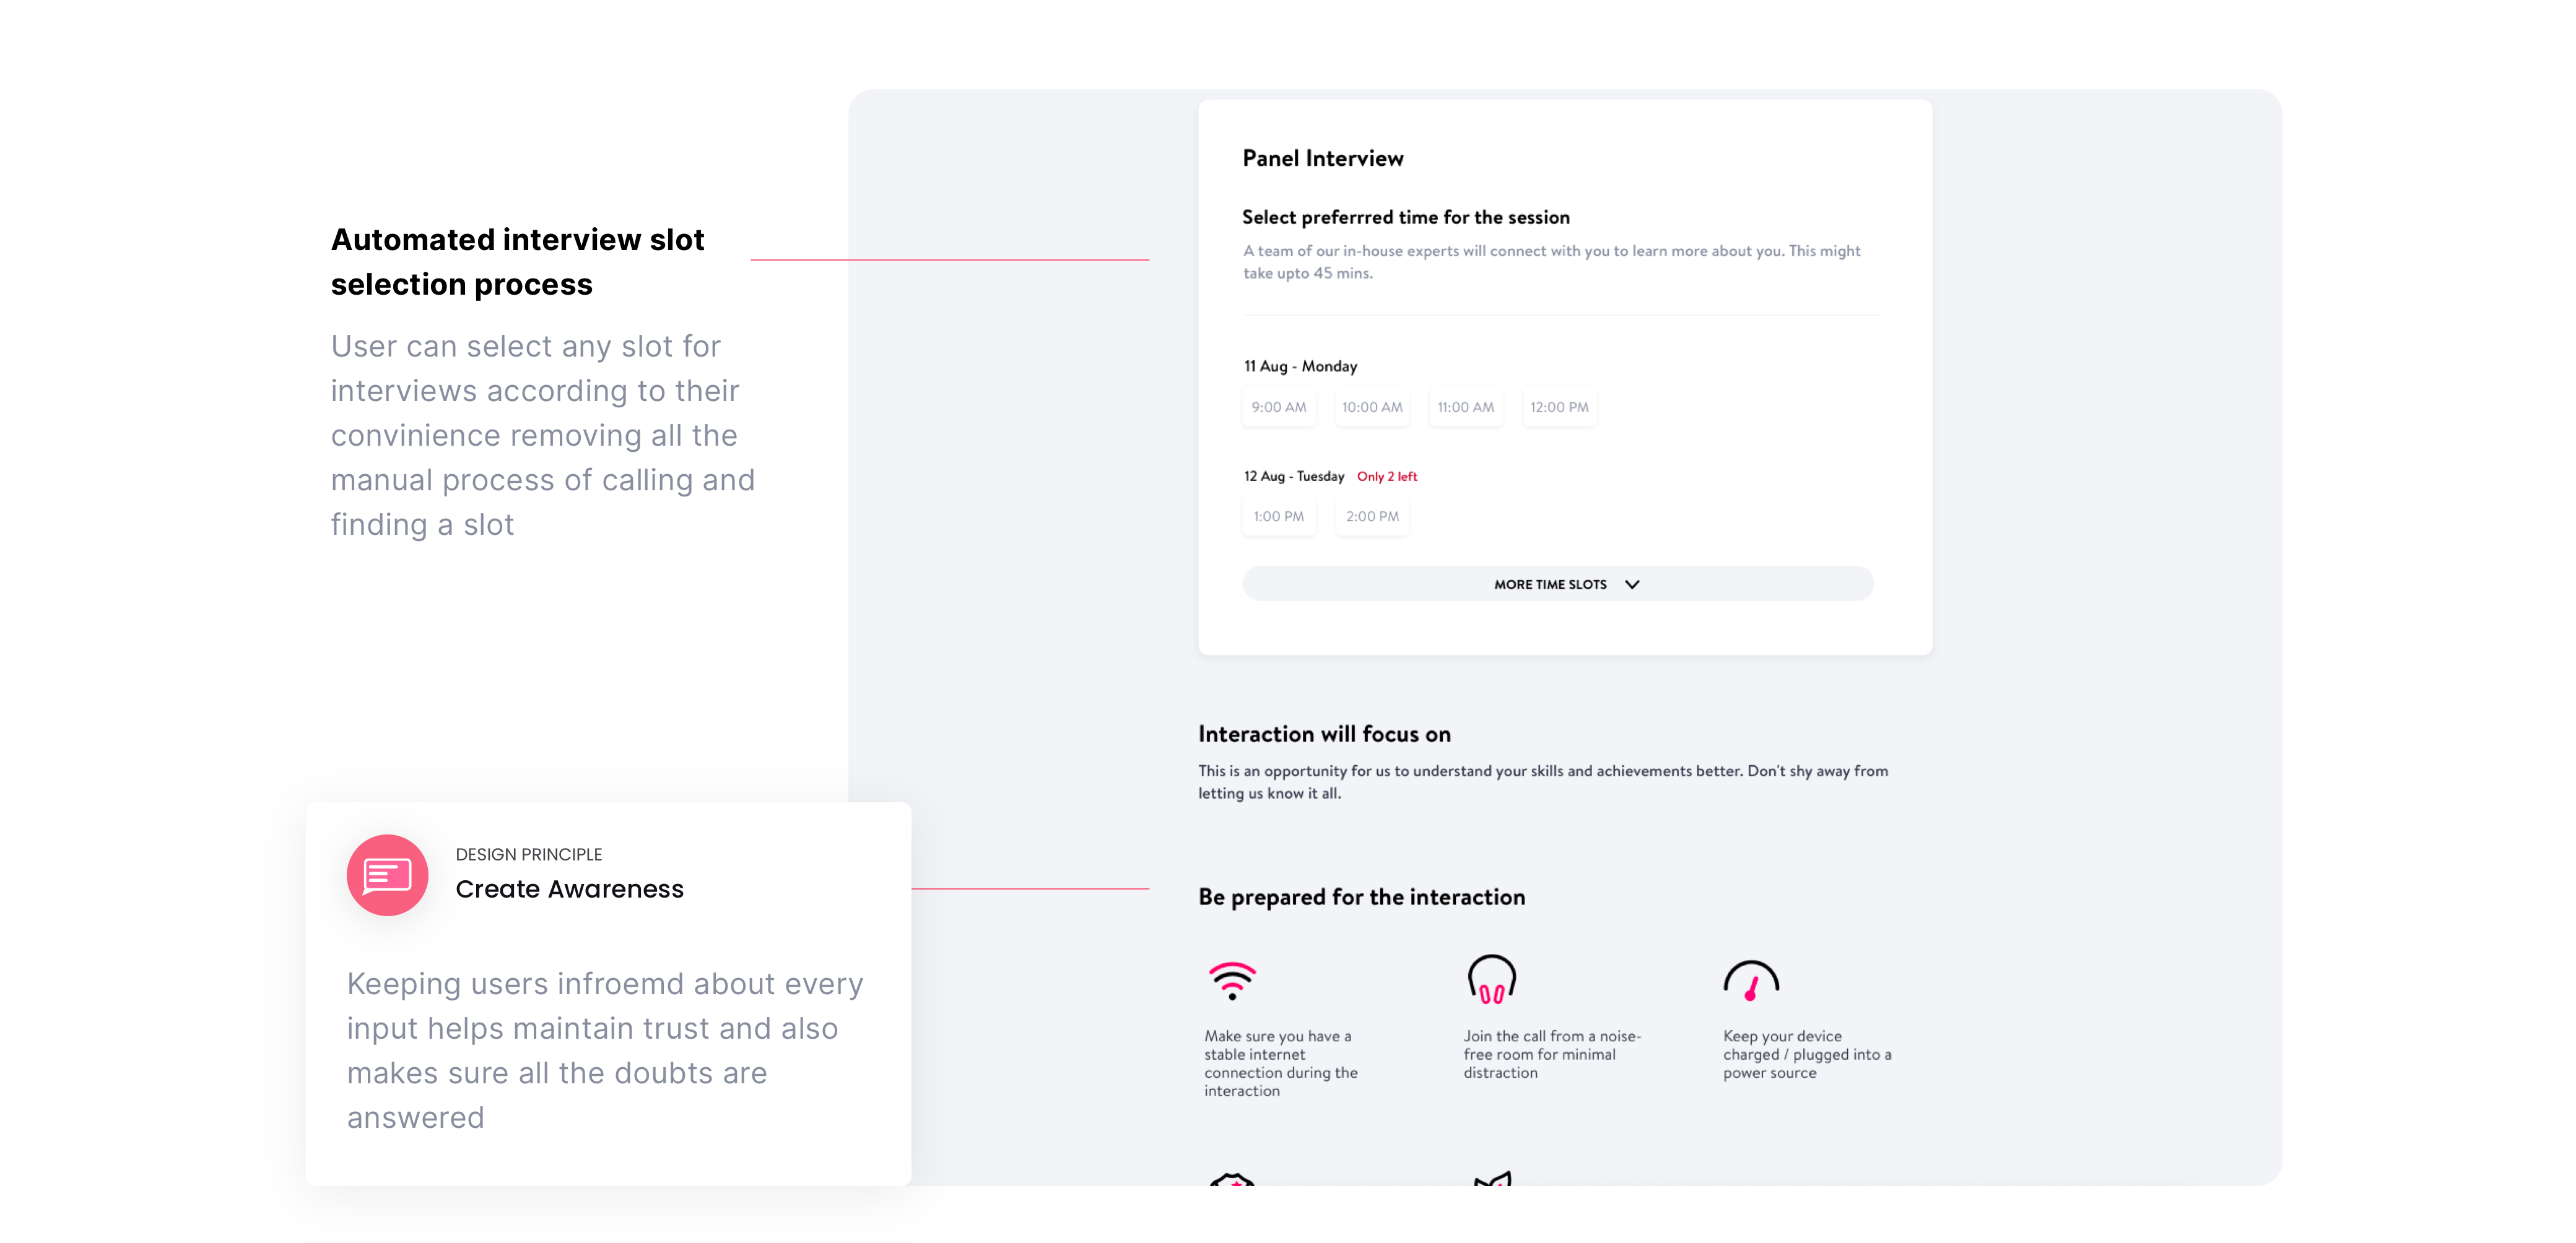 Automated interview slot
selection process
User can select any slot for
interviews according to their
convinience removing all the
manual process of calling and
finding a slot
DESIGN PRINCIPLE
Create Awareness
Keeping users infroemd about every
input helps maintain trust and also
makes sure all the doubts are
answered
Panel Interview
Select preferrred time for the session
A team of our in-house experts will connect with you to learn more about you. This might
take upto 45 mins.
11 Aug - Monday
9:00 AM 10:00 AM 11:00 AM 12:00 PM
12 Aug - Tuesday Only 2 left
1:00 PM 2:00 PM
MORE TIME SLOTS
Interaction will focus on
This is an opportunity for us to understand your skills and achievements better. Don't shy away from
letting us know it all.
Be prepared for the interaction
Make sure you have a
stable internet
connection during the
interaction
Join the call from a noise-
free room for minimal
distraction
Keep your device
charged / plugged into a
power source